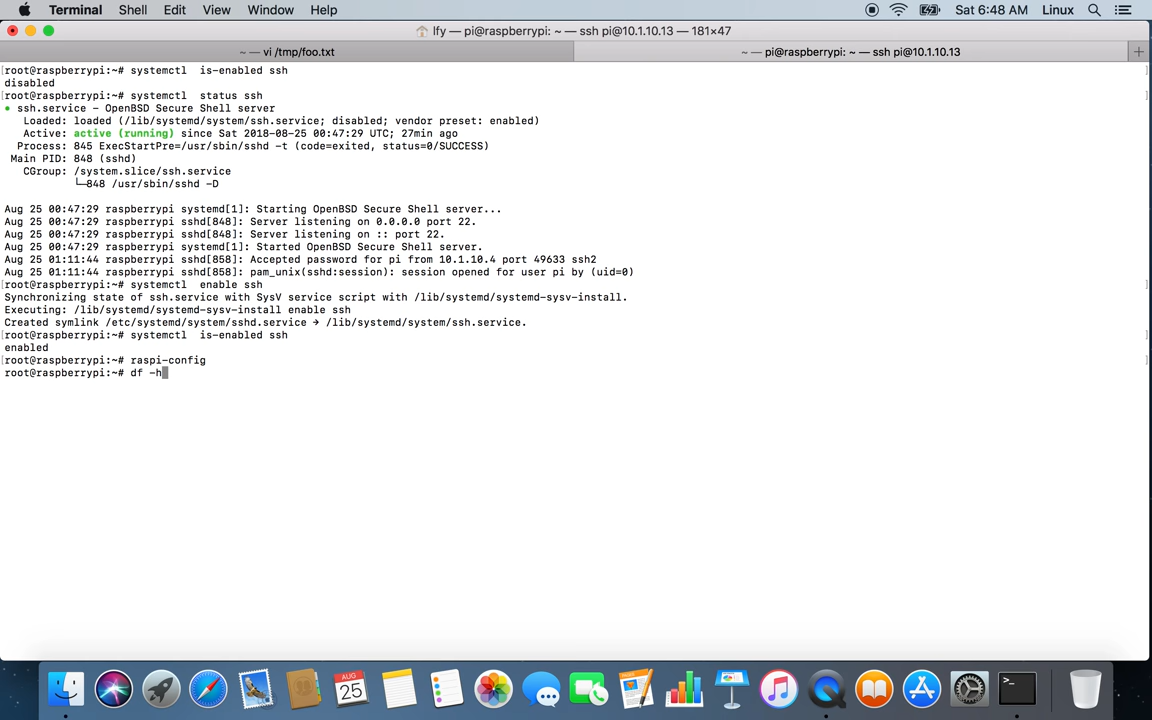 Terminal Shell Edit View Window Help Sat 6:48 AM Linux
lfy — pi@raspberrypi: ~ — ssh pi@10.1.10.13 — 181×47
~ — vi /tmp/foo.txt
~ — pi@raspberrypi: ~ — ssh pi@10.1.10.13
[root@raspberrypi:~# systemctl  is-enabled ssh ]
disabled
[root@raspberrypi:~# systemctl  status ssh ]
● ssh.service - OpenBSD Secure Shell server
Loaded: loaded (/lib/systemd/system/ssh.service; disabled; vendor preset: enabled)
Active: active (running) since Sat 2018-08-25 00:47:29 UTC; 27min ago
Process: 845 ExecStartPre=/usr/sbin/sshd -t (code=exited, status=0/SUCCESS)
Main PID: 848 (sshd)
CGroup: /system.slice/ssh.service
└─848 /usr/sbin/sshd -D
Aug 25 00:47:29 raspberrypi systemd[1]: Starting OpenBSD Secure Shell server...
Aug 25 00:47:29 raspberrypi sshd[848]: Server listening on 0.0.0.0 port 22.
Aug 25 00:47:29 raspberrypi sshd[848]: Server listening on :: port 22.
Aug 25 00:47:29 raspberrypi systemd[1]: Started OpenBSD Secure Shell server.
Aug 25 01:11:44 raspberrypi sshd[858]: Accepted password for pi from 10.1.10.4 port 49633 ssh2
Aug 25 01:11:44 raspberrypi sshd[858]: pam_unix(sshd:session): session opened for user pi by (uid=0)
[root@raspberrypi:~# systemctl  enable ssh ]
Synchronizing state of ssh.service with SysV service script with /lib/systemd/systemd-sysv-install.
Executing: /lib/systemd/systemd-sysv-install enable ssh
Created symlink /etc/systemd/system/sshd.service → /lib/systemd/system/ssh.service.
[root@raspberrypi:~# systemctl  is-enabled ssh ]
enabled
[root@raspberrypi:~# raspi-config ]
root@raspberrypi:~# df -h
AUG
25